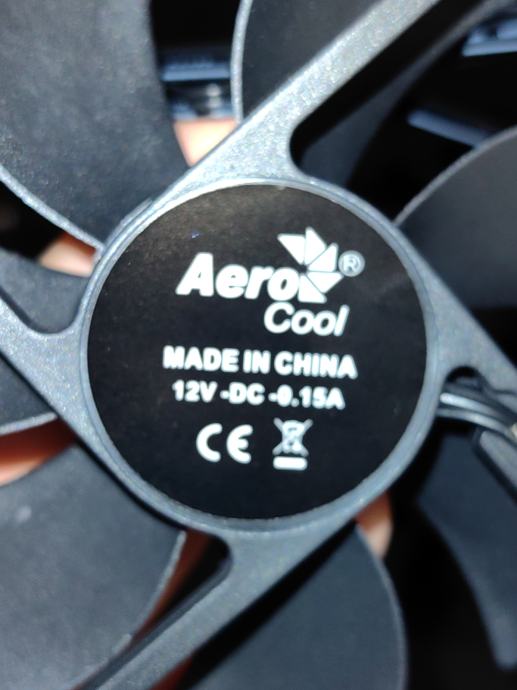 Aero®
Cool
MADE IN CHINA
12V -DC -0.15A
CE